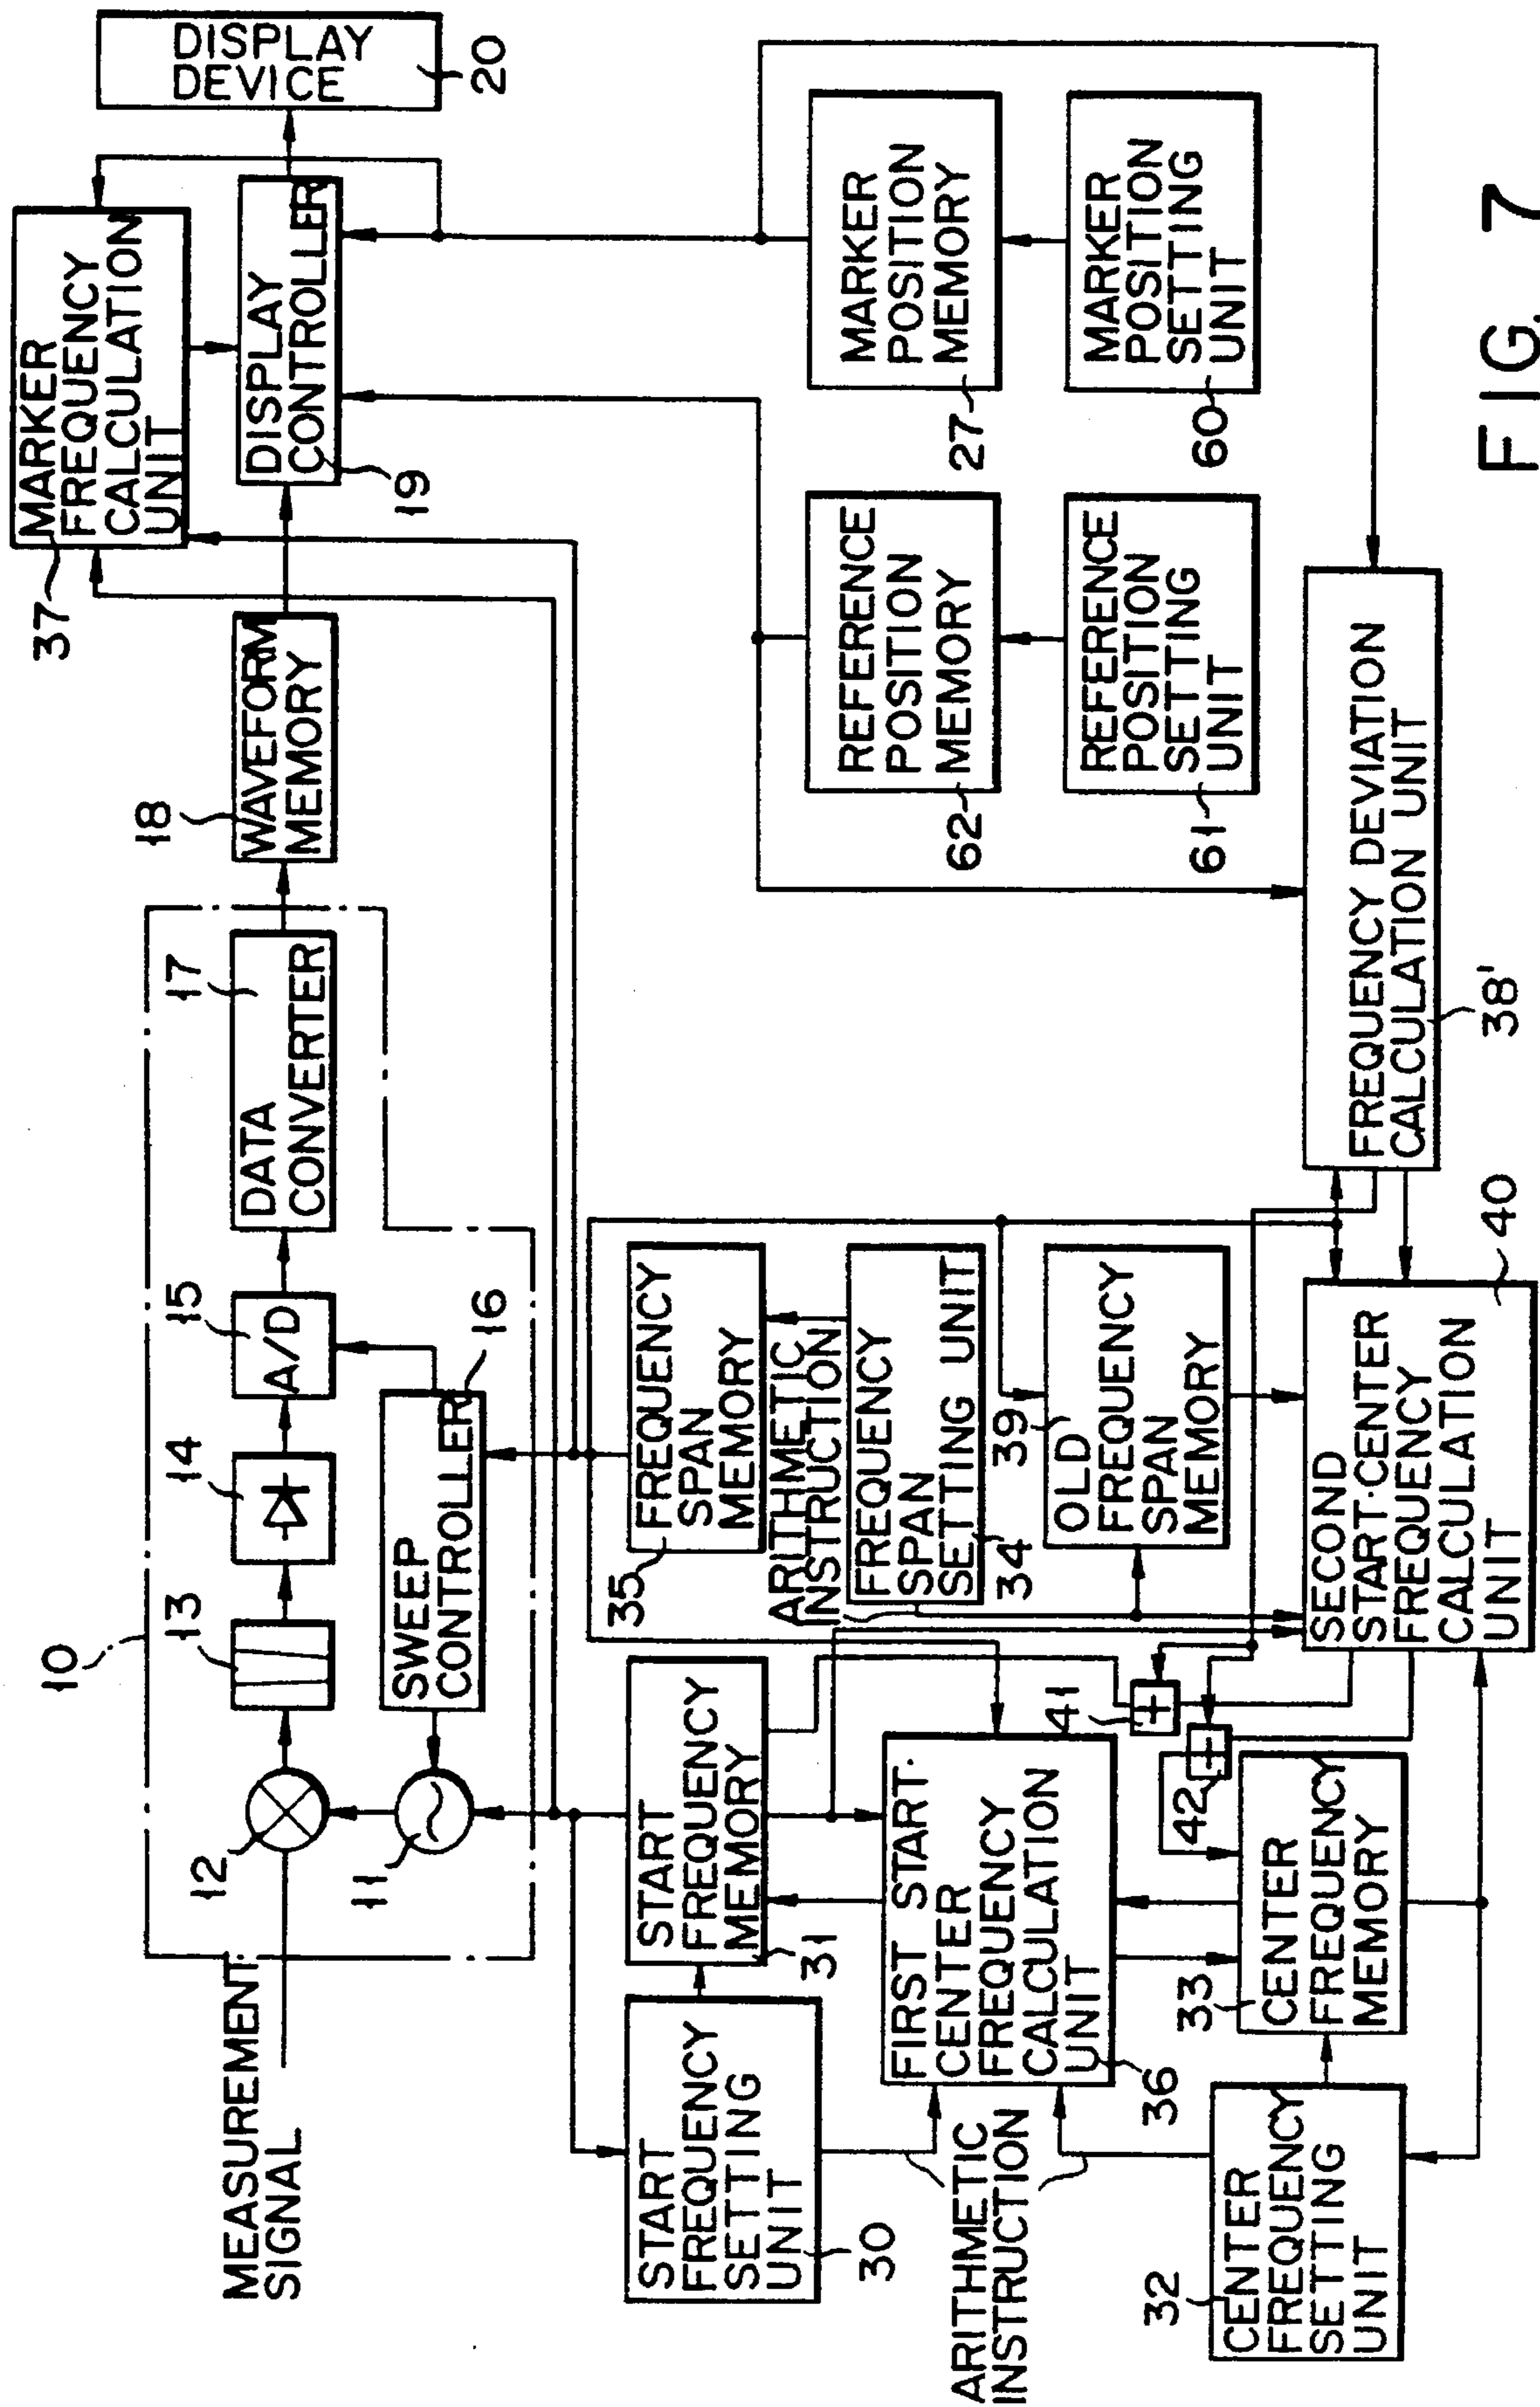 MEASUREMENT
SIGNAL
10
12
13
14
15
A/D
17
DATA
CONVERTER
18
WAVEFORM
MEMORY
37
MARKER
FREQUENCY
CALCULATION
UNIT
DISPLAY
CONTROLLER
19
DISPLAY
DEVICE
20
11
SWEEP
CONTROLLER
16
START
FREQUENCY
SETTING
UNIT
30
START
FREQUENCY
MEMORY
31
35
FREQUENCY
SPAN
MEMORY
ARITHMETIC
INSTRUCTION
FREQUENCY
SPAN
SETTING UNIT
34
FIRST START·
CENTER
FREQUENCY
CALCULATION
UNIT
36
ARITHMETIC
INSTRUCTION
39
OLD
FREQUENCY
SPAN
MEMORY
41
+
42
+
32
CENTER
FREQUENCY
SETTING
UNIT
33
CENTER
FREQUENCY
MEMORY
SECOND
START·CENTER
FREQUENCY
CALCULATION
UNIT
40
REFERENCE
POSITION
MEMORY
62
REFERENCE
POSITION
SETTING
UNIT
61
MARKER
POSITION
MEMORY
27
MARKER
POSITION
SETTING
UNIT
60
FREQUENCY DEVIATION
CALCULATION UNIT
38'
FIG. 7